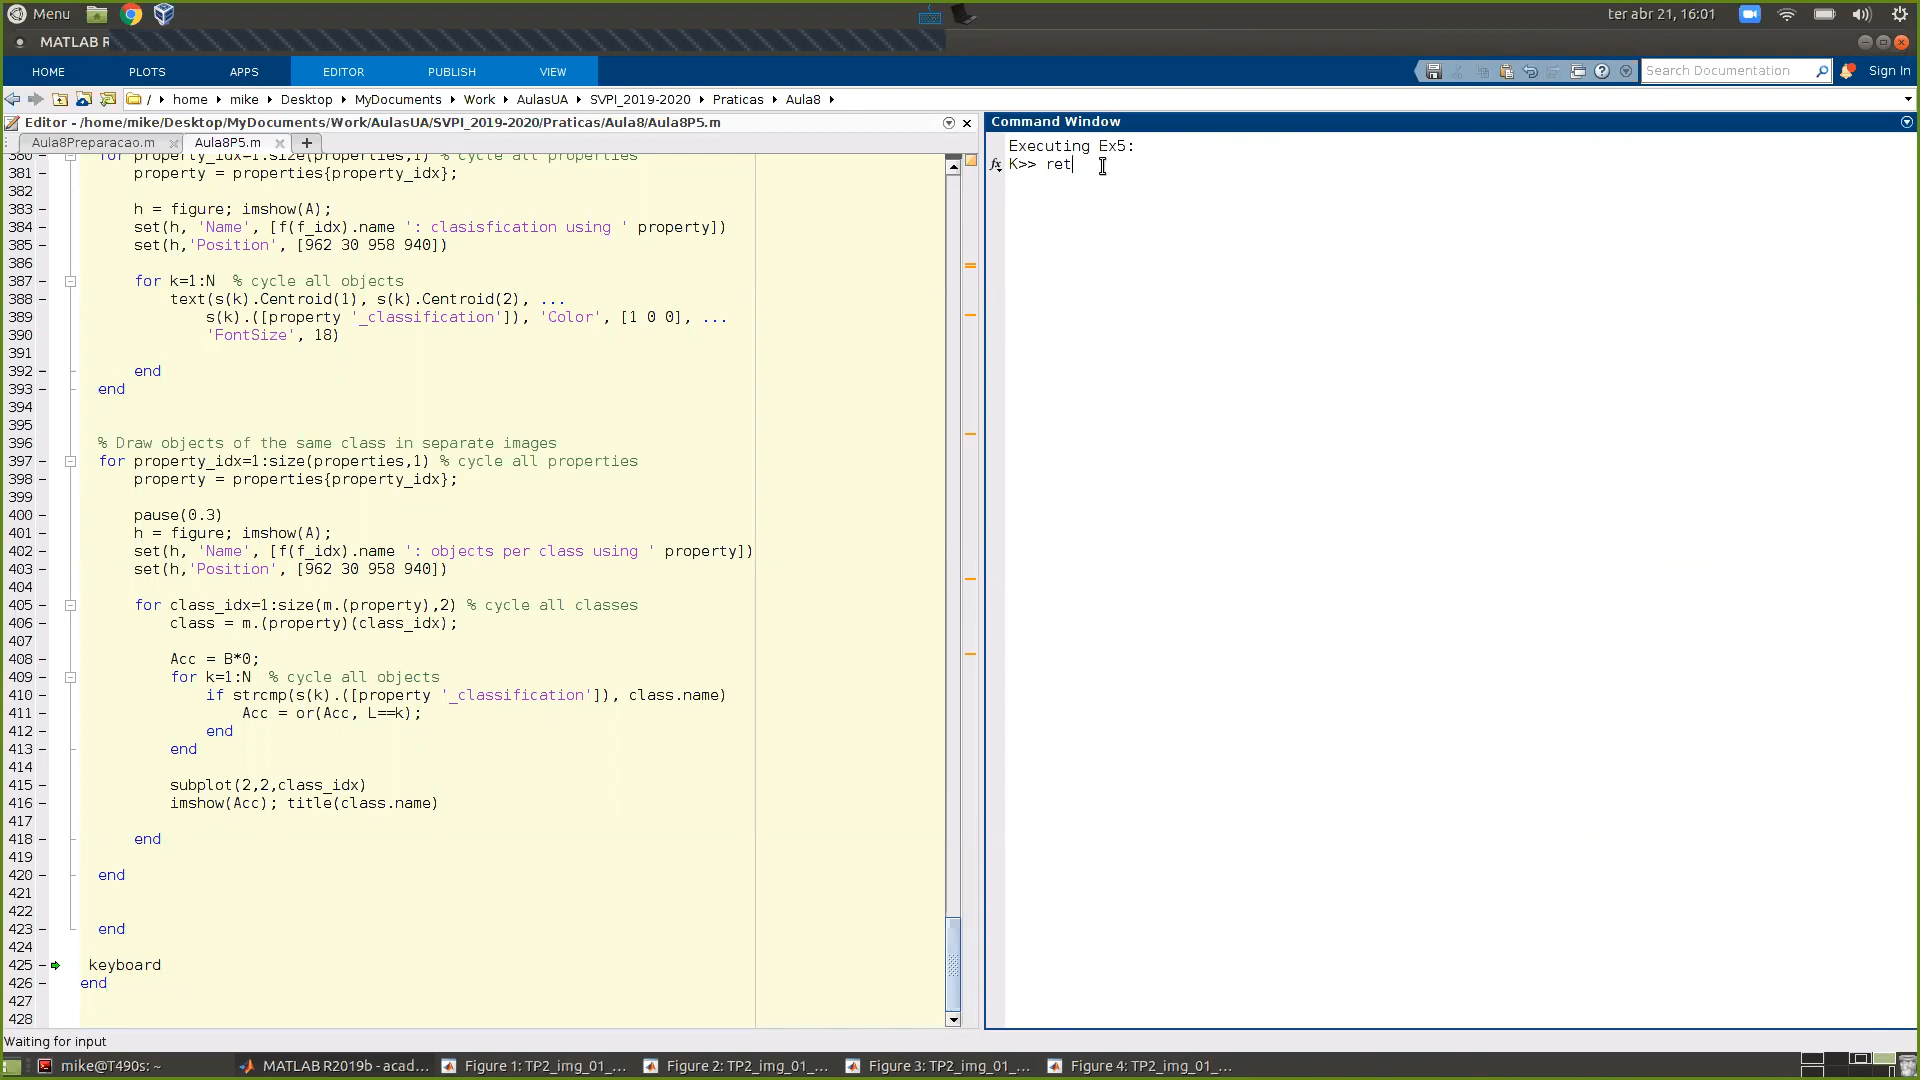 Menu
ter abr 21, 16:01
MATLAB R
HOME PLOTS APPS EDITOR PUBLISH VIEW
Search Documentation
Sign In
/ home mike Desktop MyDocuments Work AulasUA SVPI_2019-2020 Praticas Aula8
Editor - /home/mike/Desktop/MyDocuments/Work/AulasUA/SVPI_2019-2020/Praticas/Aula8/Aula8P5.m
Aula8Preparacao.m Aula8P5.m
380 for property_idx=1:size(properties,1) % cycle all properties
381 property = properties{property_idx};
382
383 h = figure; imshow(A);
384 set(h, 'Name', [f(f_idx).name ': clasisfication using ' property])
385 set(h,'Position', [962 30 958 940])
386
387 for k=1:N % cycle all objects
388 text(s(k).Centroid(1), s(k).Centroid(2), ...
389 s(k).([property '_classification']), 'Color', [1 0 0], ...
390 'FontSize', 18)
391
392 end
393 end
394
395
396 % Draw objects of the same class in separate images
397 for property_idx=1:size(properties,1) % cycle all properties
398 property = properties{property_idx};
399
400 pause(0.3)
401 h = figure; imshow(A);
402 set(h, 'Name', [f(f_idx).name ': objects per class using ' property])
403 set(h,'Position', [962 30 958 940])
404
405 for class_idx=1:size(m.(property),2) % cycle all classes
406 class = m.(property)(class_idx);
407
408 Acc = B*0;
409 for k=1:N % cycle all objects
410 if strcmp(s(k).([property '_classification']), class.name)
411 Acc = or(Acc, L==k);
412 end
413 end
414
415 subplot(2,2,class_idx)
416 imshow(Acc); title(class.name)
417
418 end
419
420 end
421
422
423 end
424
425 keyboard
426 end
427
428
Command Window
Executing Ex5:
fx K>> ret
Waiting for input
mike@T490s: ~
MATLAB R2019b - acad...
Figure 1: TP2_img_01_...
Figure 2: TP2_img_01_...
Figure 3: TP2_img_01_...
Figure 4: TP2_img_01_...